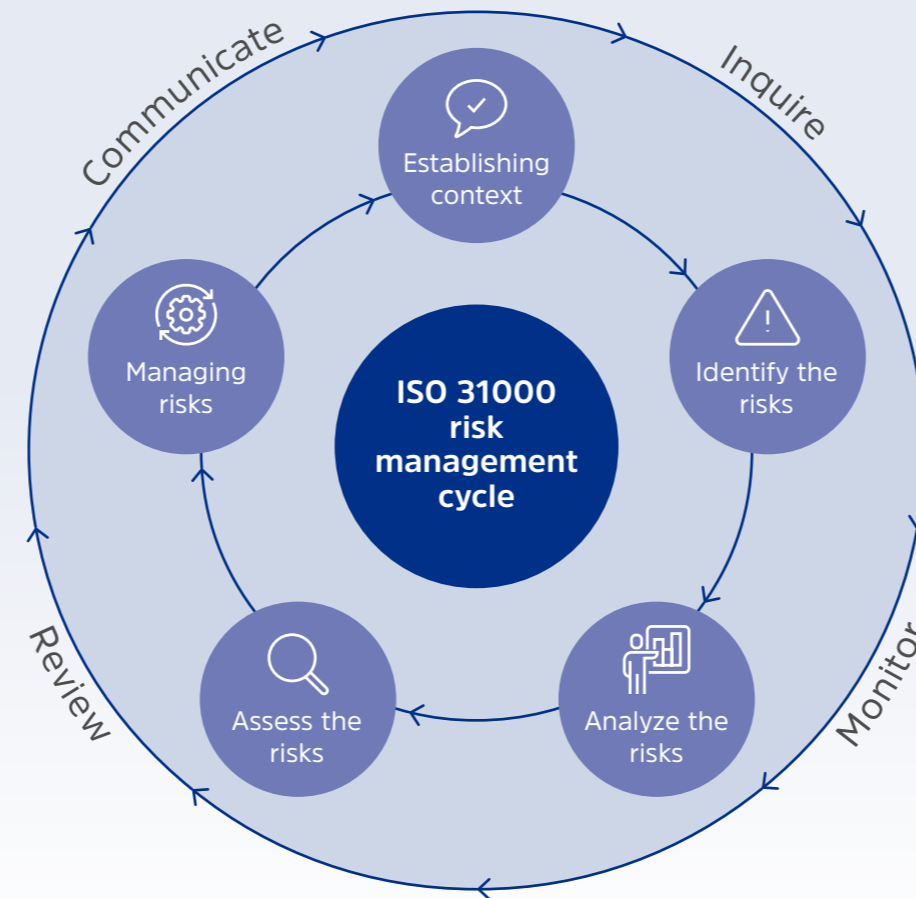 Communicate
Inquire
Establishing
context
Managing
risks
Identify the
risks
ISO 31000
risk
management
cycle
Review
Assess the
risks
Analyze the
risks
Monitor